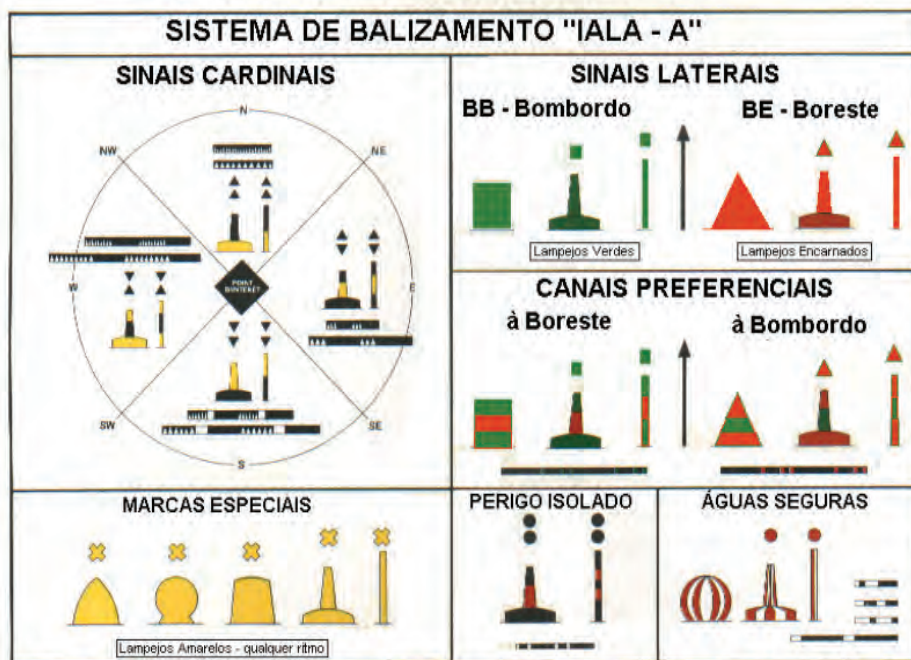 SISTEMA DE BALIZAMENTO "IALA - A"
SINAIS CARDINAIS
N
NW
NE
W
E
SW
SE
S
SINAIS LATERAIS
BB - Bombordo
BE - Boreste
Lampejos Verdes
Lampejos Encarnados
CANAIS PREFERENCIAIS
à Boreste
à Bombordo
MARCAS ESPECIAIS
Lampejos Amarelos - qualquer ritmo
PERIGO ISOLADO
ÁGUAS SEGURAS